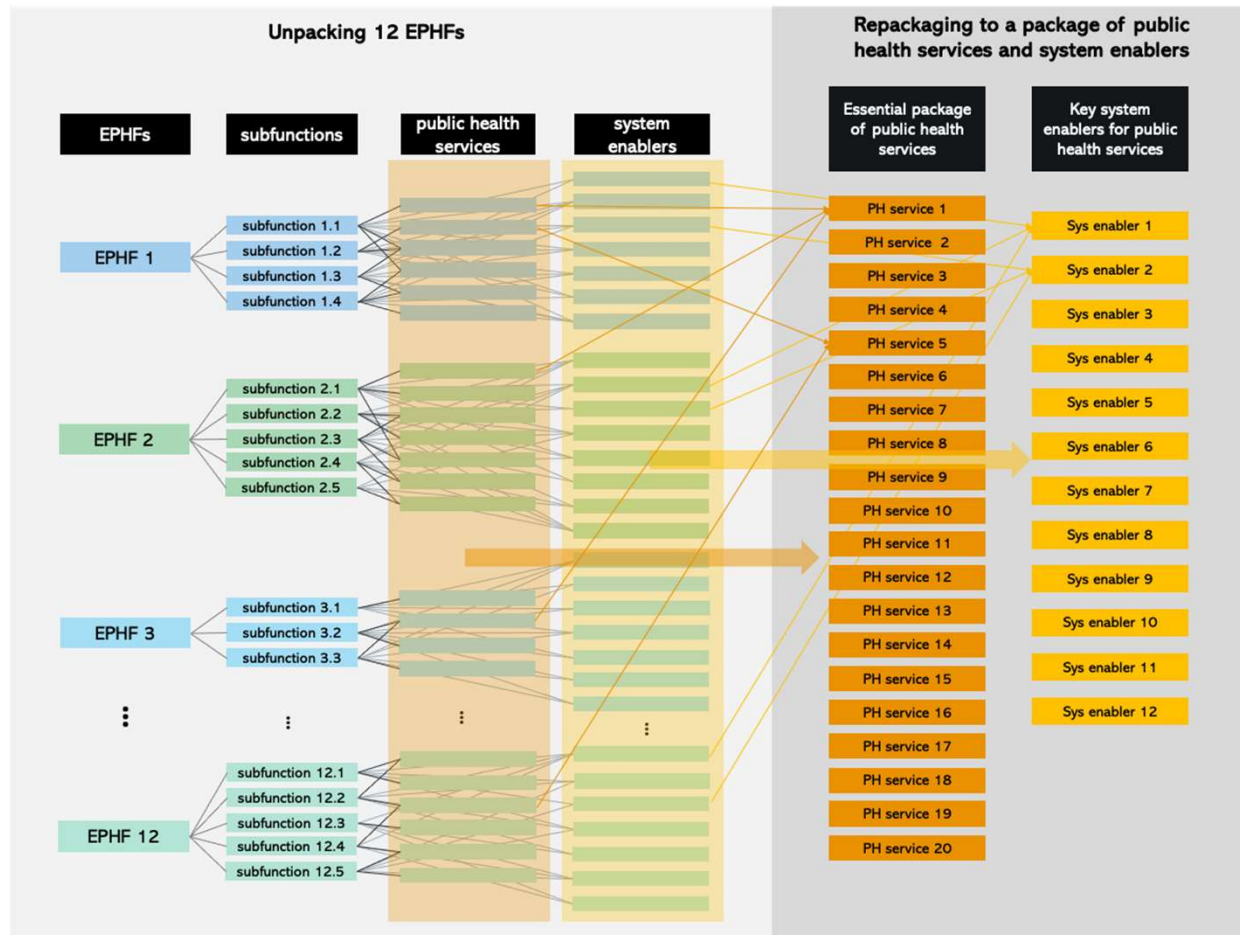 Unpacking 12 EPHFs
Repackaging to a package of public
health services and system enablers
EPHFs
subfunctions
public health
services
system
enablers
Essential package
of public health
services
Key system
enablers for public
health services
EPHF 1
subfunction 1.1
subfunction 1.2
subfunction 1.3
subfunction 1.4
EPHF 2
subfunction 2.1
subfunction 2.2
subfunction 2.3
subfunction 2.4
subfunction 2.5
EPHF 3
subfunction 3.1
subfunction 3.2
subfunction 3.3
...
...
...
...
EPHF 12
subfunction 12.1
subfunction 12.2
subfunction 12.3
subfunction 12.4
subfunction 12.5
PH service 1
PH service 2
PH service 3
PH service 4
PH service 5
PH service 6
PH service 7
PH service 8
PH service 9
PH service 10
PH service 11
PH service 12
PH service 13
PH service 14
PH service 15
PH service 16
PH service 17
PH service 18
PH service 19
PH service 20
Sys enabler 1
Sys enabler 2
Sys enabler 3
Sys enabler 4
Sys enabler 5
Sys enabler 6
Sys enabler 7
Sys enabler 8
Sys enabler 9
Sys enabler 10
Sys enabler 11
Sys enabler 12